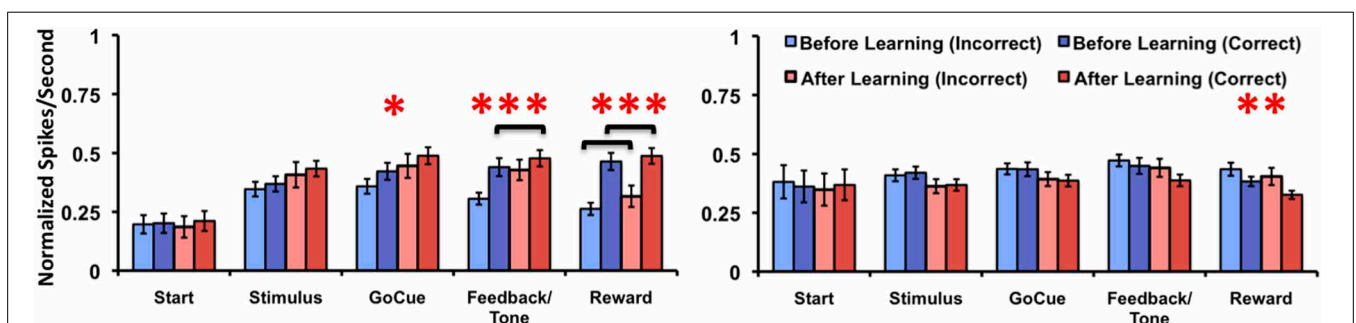 Normalized Spikes/Second
1
0.75
0.5
0.25
0
*
***
***
Start
Stimulus
GoCue
Feedback/
Tone
Reward
1
0.75
0.5
0.25
0
Before Learning (Incorrect)
Before Learning (Correct)
After Learning (Incorrect)
After Learning (Correct)
**
Start
Stimulus
GoCue
Feedback/
Tone
Reward